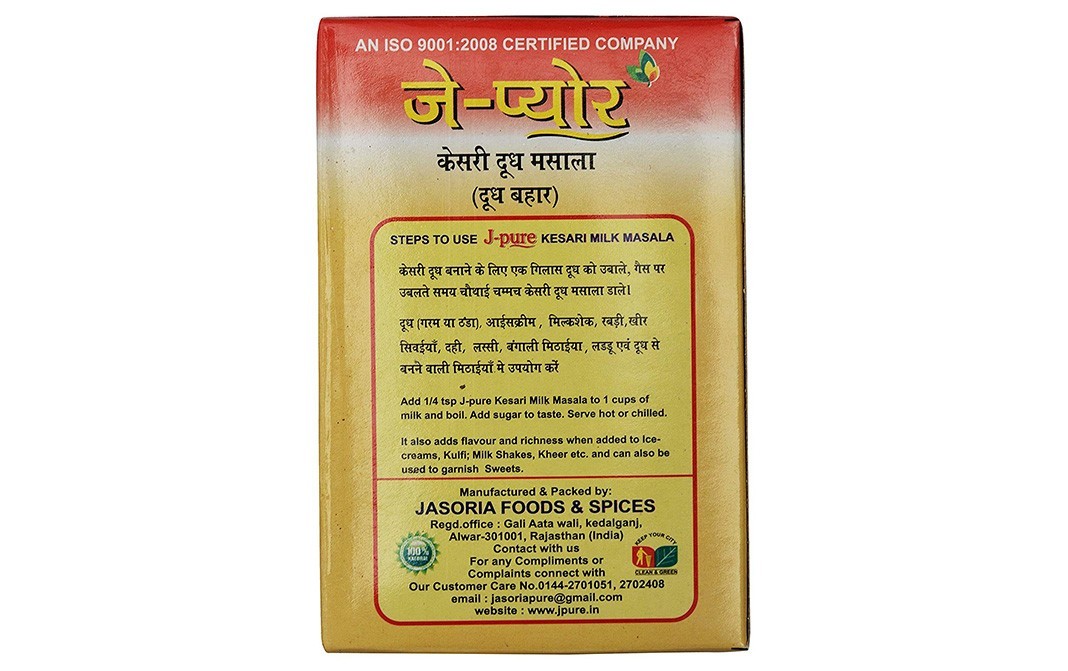 AN ISO 9001:2008 CERTIFIED COMPANY
जे-प्योर
केसरी दूध मसाला
(दूध बहार)
STEPS TO USE J-pure KESARI MILK MASALA
केसरी दूध बनाने के लिए एक गिलास दूध को उबाले, गैस पर
उबलते समय चौथाई चम्मच केसरी दूध मसाला डाले।
दूध (गरम या ठंडा), आईसक्रीम , मिल्कशेक, रबड़ी,खीर
सिवईयाँ, दही, लस्सी, बंगाली मिठाईया , लडडू एवं दूध से
बनने वाली मिठाईयाँ मे उपयोग करें
Add 1/4 tsp J-pure Kesari Milk Masala to 1 cups of
milk and boil. Add sugar to taste. Serve hot or chilled.
It also adds flavour and richness when added to Ice-
creams, Kulfi; Milk Shakes, Kheer etc. and can also be
used to garnish Sweets.
Manufactured & Packed by:
JASORIA FOODS & SPICES
Regd.office : Gali Aata wali, kedalganj,
Alwar-301001, Rajasthan (India)
Contact with us
For any Compliments or
Complaints connect with
Our Customer Care No.0144-2701051, 2702408
email : jasoriapure@gmail.com
website : www.jpure.in
100%
NATURAL
KEEP YOUR CITY
CLEAN & GREEN